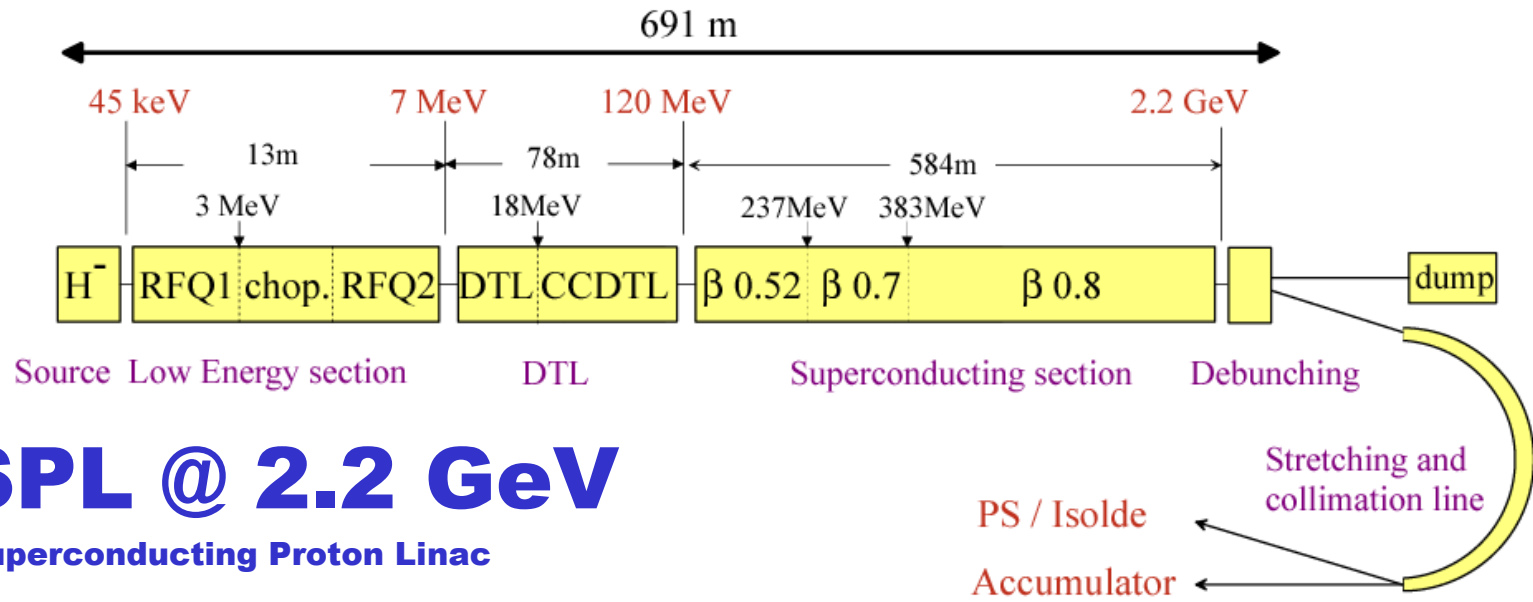 691 m
45 keV 7 MeV 120 MeV 2.2 GeV
13m 78m 584m
3 MeV 18MeV 237MeV 383MeV
H- RFQ1 chop. RFQ2 DTL CCDTL β 0.52 β 0.7 β 0.8 dump
Source Low Energy section DTL Superconducting section Debunching
SPL @ 2.2 GeV
uperconducting Proton Linac
Stretching and
collimation line
PS / Isolde
Accumulator